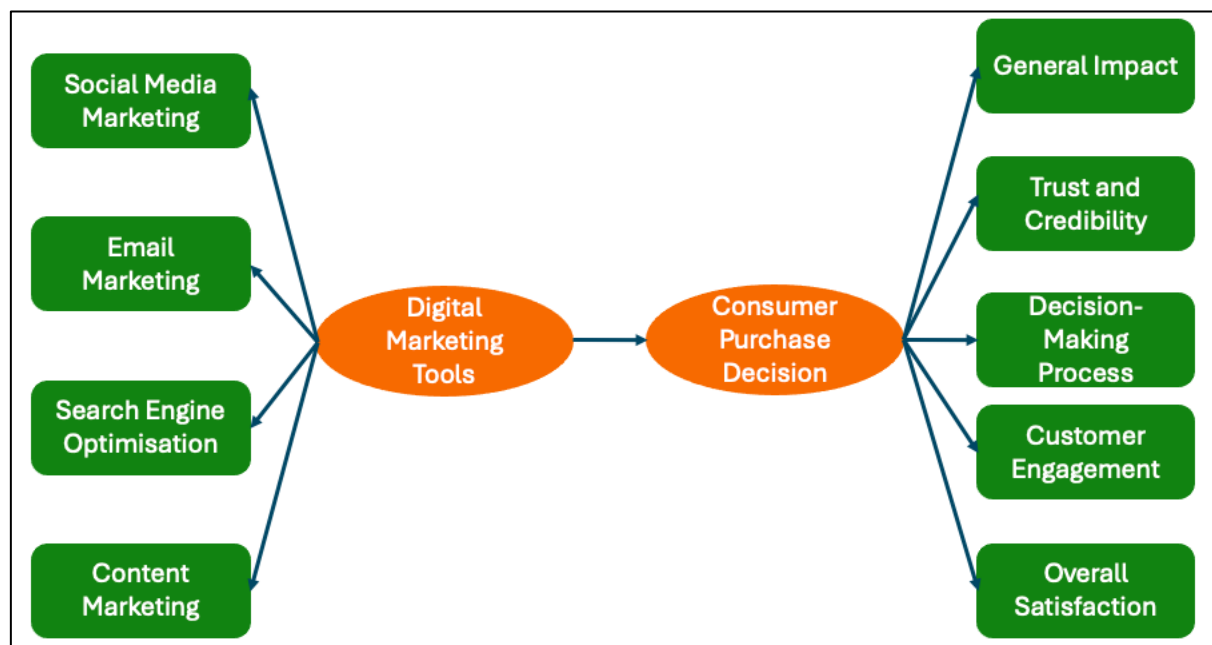 Social Media
Marketing
Email
Marketing
Search Engine
Optimisation
Content
Marketing
Digital
Marketing
Tools
Consumer
Purchase
Decision
General Impact
Trust and
Credibility
Decision-
Making
Process
Customer
Engagement
Overall
Satisfaction